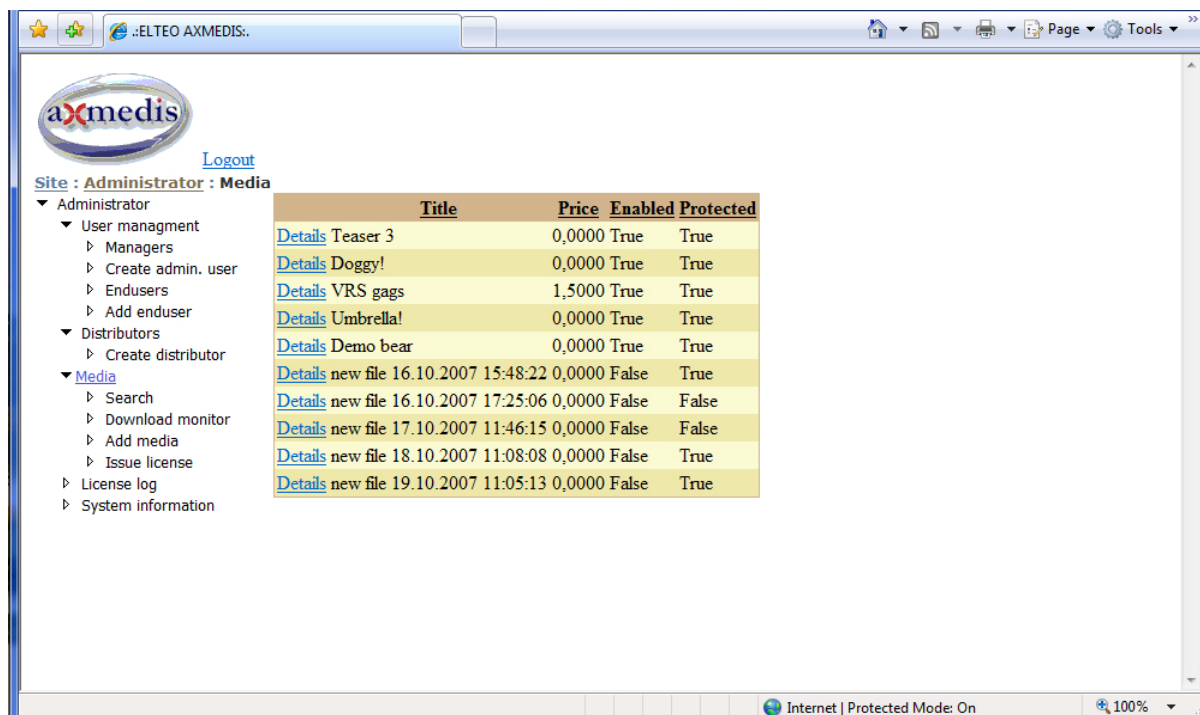 .:ELTEO AXMEDIS:.
Page
Tools
»
axmedis
Logout
Site : Administrator : Media
Administrator
User managment
Managers
Create admin. user
Endusers
Add enduser
Distributors
Create distributor
Media
Search
Download monitor
Add media
Issue license
License log
System information
Title Price Enabled Protected
Details Teaser 3 0,0000 True True
Details Doggy! 0,0000 True True
Details VRS gags 1,5000 True True
Details Umbrella! 0,0000 True True
Details Demo bear 0,0000 True True
Details new file 16.10.2007 15:48:22 0,0000 False True
Details new file 16.10.2007 17:25:06 0,0000 False False
Details new file 17.10.2007 11:46:15 0,0000 False False
Details new file 18.10.2007 11:08:08 0,0000 False True
Details new file 19.10.2007 11:05:13 0,0000 False True
Internet | Protected Mode: On
100%